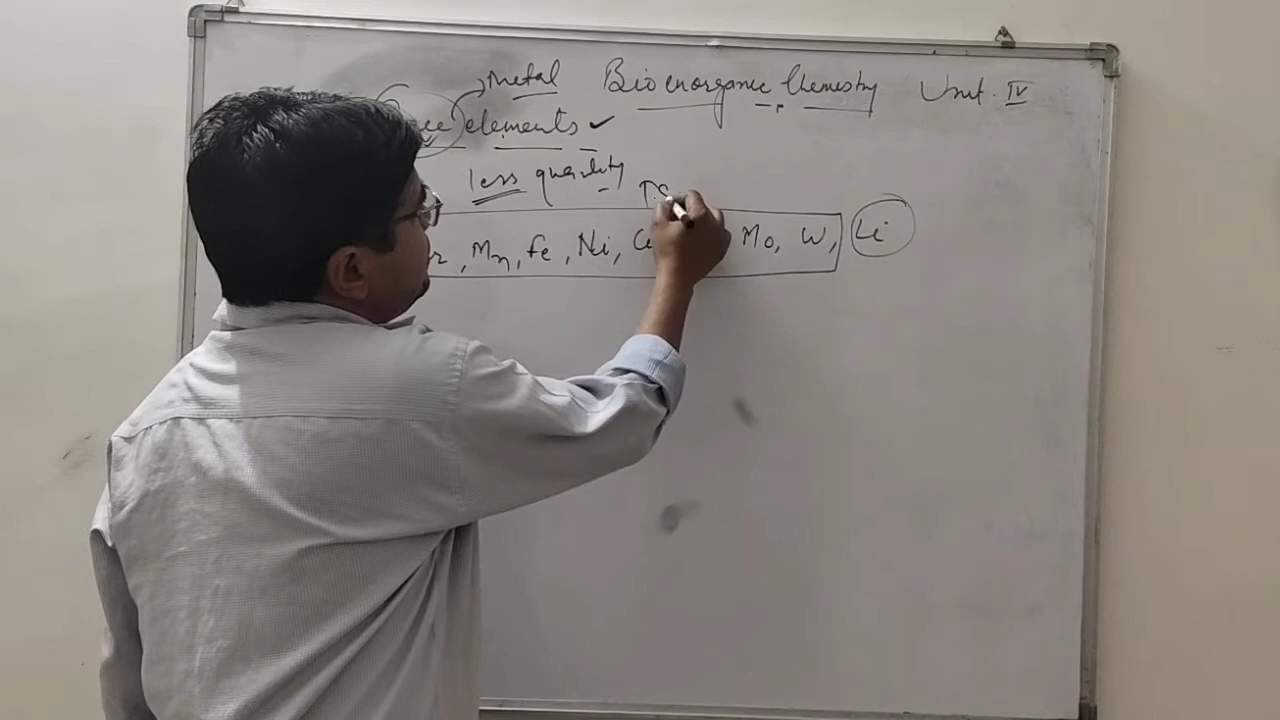 Metal Bioinorganic Chemistry Unit. IV
elements ✓
less quantity
, Mn, Fe, Ni, Mo, W, Li